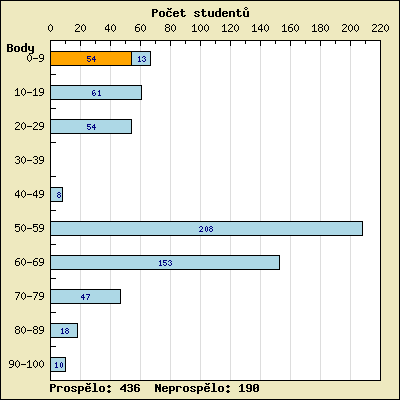 Počet studentů
0 20 40 60 80 100 120 140 160 180 200 220
Body
0-9 54 13
10-19 61
20-29 54
30-39
40-49 8
50-59 208
60-69 153
70-79 47
80-89 18
90-100 10
Prospělo: 436 Neprospělo: 190